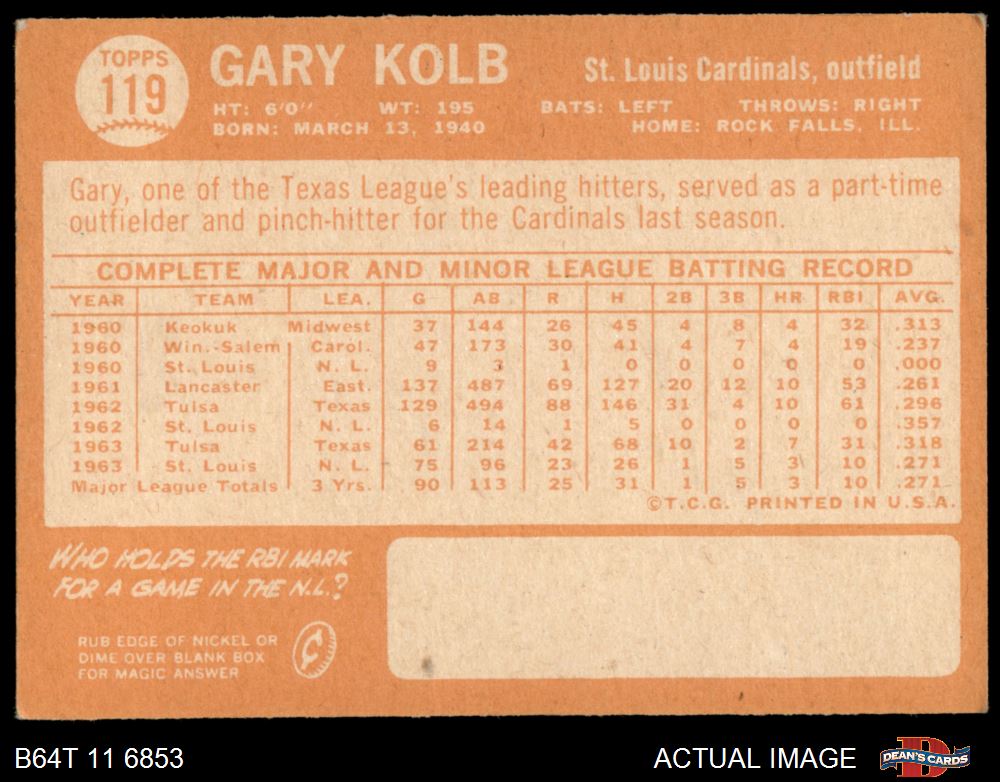 TOPPS
119
GARY KOLB
St. Louis Cardinals, outfield
HT: 6'0" WT: 195 BATS: LEFT THROWS: RIGHT
BORN: MARCH 13, 1940 HOME: ROCK FALLS, ILL.
Gary, one of the Texas League's leading hitters, served as a part-time
outfielder and pinch-hitter for the Cardinals last season.
COMPLETE MAJOR AND MINOR LEAGUE BATTING RECORD
YEAR TEAM LEA. G AB R H 2B 3B HR RBI AVG.
1960 Keokuk Midwest 37 144 26 45 4 8 4 32 .313
1960 Win.-Salem Carol. 47 173 30 41 4 7 4 19 .237
1960 St. Louis N. L. 9 3 1 0 0 0 0 0 .000
1961 Lancaster East. 137 487 69 127 20 12 10 53 .261
1962 Tulsa Texas 129 494 88 146 31 4 10 61 .296
1962 St. Louis N. L. 6 14 1 5 0 0 0 0 .357
1963 Tulsa Texas 61 214 42 68 10 2 7 31 .318
1963 St. Louis N. L. 75 96 23 26 1 5 3 10 .271
Major League Totals 3 Yrs. 90 113 25 31 1 5 3 10 .271
©T.C.G. PRINTED IN U.S.A.
WHO HOLDS THE RBI MARK
FOR A GAME IN THE N.L.?
RUB EDGE OF NICKEL OR
DIME OVER BLANK BOX
FOR MAGIC ANSWER
B64T 11 6853
ACTUAL IMAGE
DEAN'S CARDS